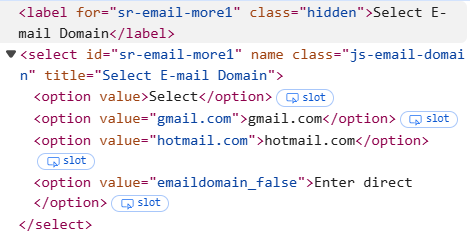 <label for="sr-email-more1" class="hidden">Select E-
mail Domain</label>
▼<select id="sr-email-more1" name class="js-email-domai
n" title="Select E-mail Domain">
<option value>Select</option> slot
<option value="gmail.com">gmail.com</option> slot
<option value="hotmail.com">hotmail.com</option>
slot
<option value="emaildomain_false">Enter direct
</option> slot
</select>